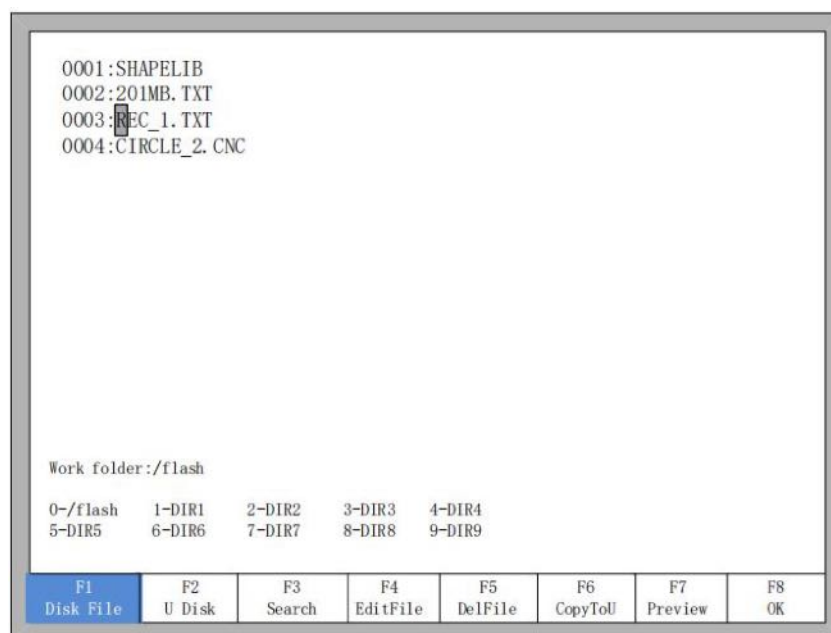 0001:SHAPELIB
0002:201MB.TXT
0003:REC_1.TXT
0004:CIRCLE_2.CNC
Work folder:/flash
0-/flash 1-DIR1 2-DIR2 3-DIR3 4-DIR4
5-DIR5 6-DIR6 7-DIR7 8-DIR8 9-DIR9
F1 F2 F3 F4 F5 F6 F7 F8
Disk File U Disk Search EditFile DelFile CopyToU Preview OK